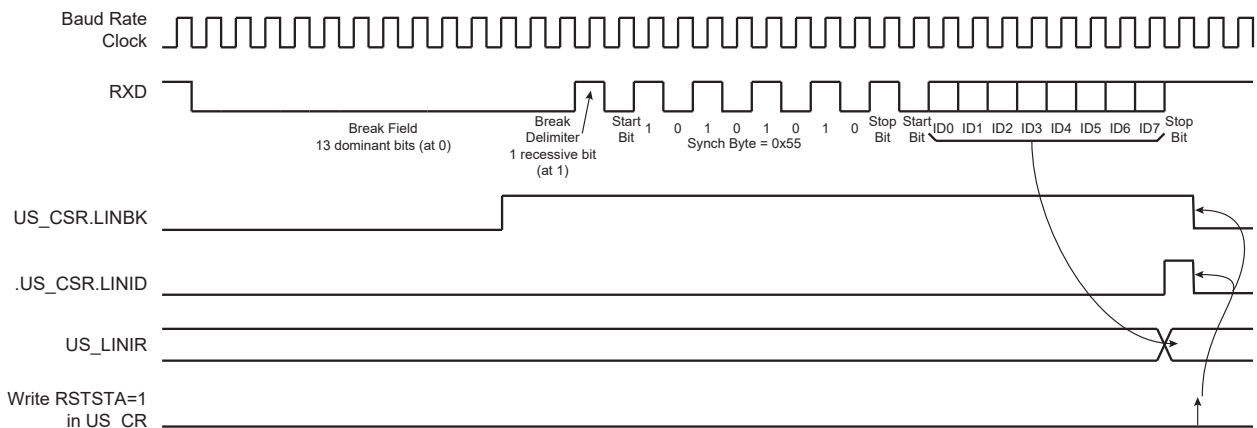 Baud Rate
Clock
RXD
Break Field
13 dominant bits (at 0)
Break
Delimiter
1 recessive bit
(at 1)
Start
Bit
1 0 1 0 1 0 1 0
Synch Byte = 0x55
Stop
Bit
Start
Bit
ID0 ID1 ID2 ID3 ID4 ID5 ID6 ID7
Stop
Bit
US_CSR.LINBK
.US_CSR.LINID
US_LINIR
Write RSTSTA=1
in US_CR